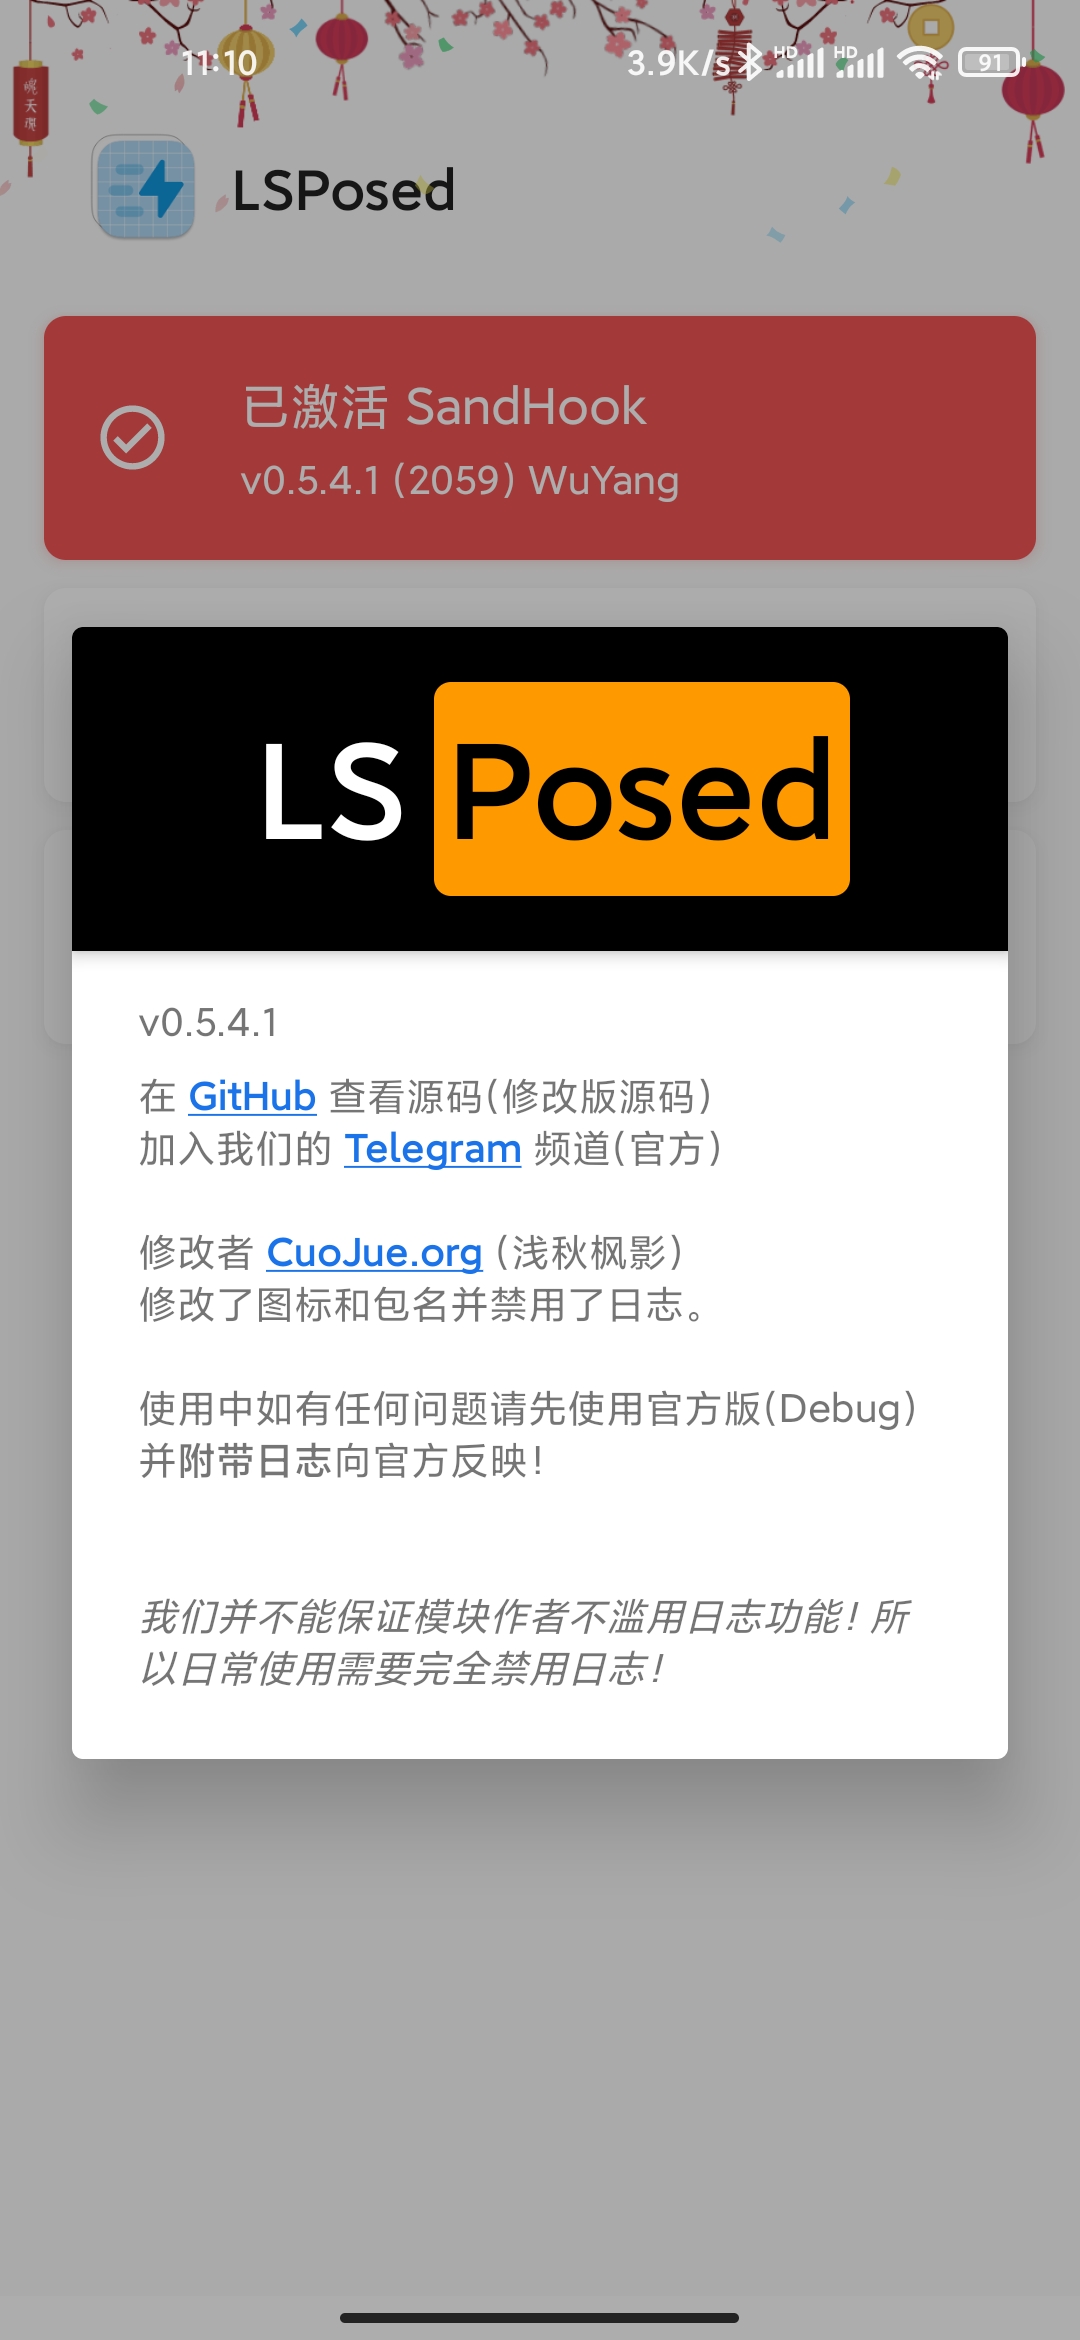 11:10
3.9K/s
HD
HD
91
LSPosed
已激活 SandHook
v0.5.4.1 (2059) WuYang
LS Posed
v0.5.4.1
在 GitHub 查看源码(修改版源码)
加入我们的 Telegram 频道(官方)
修改者 CuoJue.org (浅秋枫影)
修改了图标和包名并禁用了日志。
使用中如有任何问题请先使用官方版(Debug)
并附带日志向官方反映!
我们并不能保证模块作者不滥用日志功能! 所
以日常使用需要完全禁用日志!